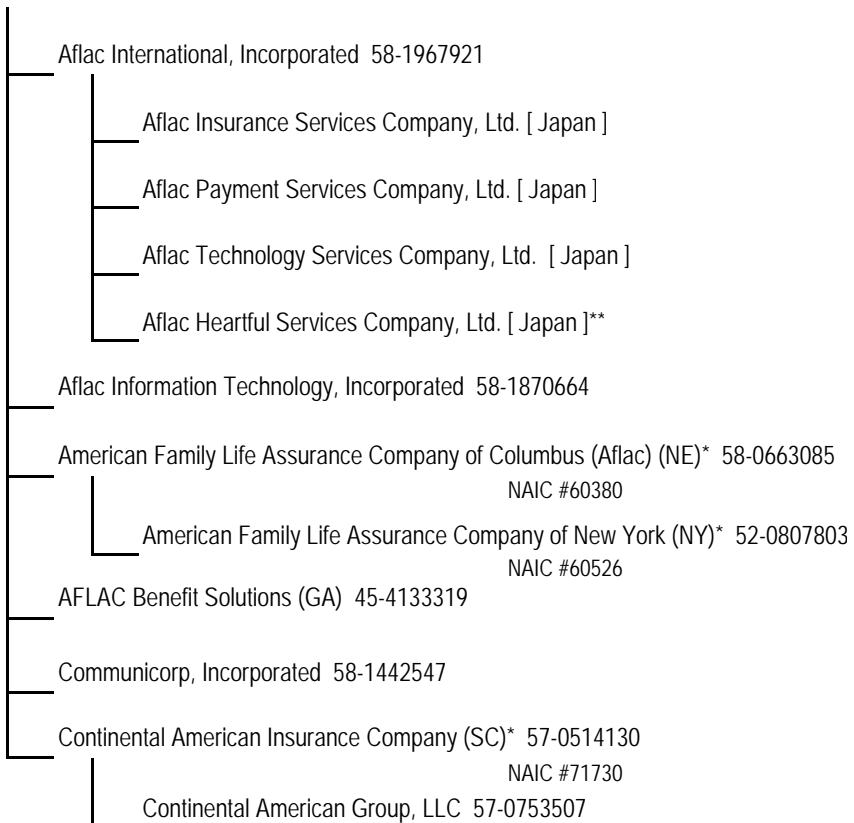 Aflac International, Incorporated 58-1967921
Aflac Insurance Services Company, Ltd. [ Japan ]
Aflac Payment Services Company, Ltd. [ Japan ]
Aflac Technology Services Company, Ltd. [ Japan ]
Aflac Heartful Services Company, Ltd. [ Japan ]**
Aflac Information Technology, Incorporated 58-1870664
American Family Life Assurance Company of Columbus (Aflac) (NE)* 58-0663085
NAIC #60380
American Family Life Assurance Company of New York (NY)* 52-0807803
NAIC #60526
AFLAC Benefit Solutions (GA) 45-4133319
Communicorp, Incorporated 58-1442547
Continental American Insurance Company (SC)* 57-0514130
NAIC #71730
Continental American Group, LLC 57-0753507